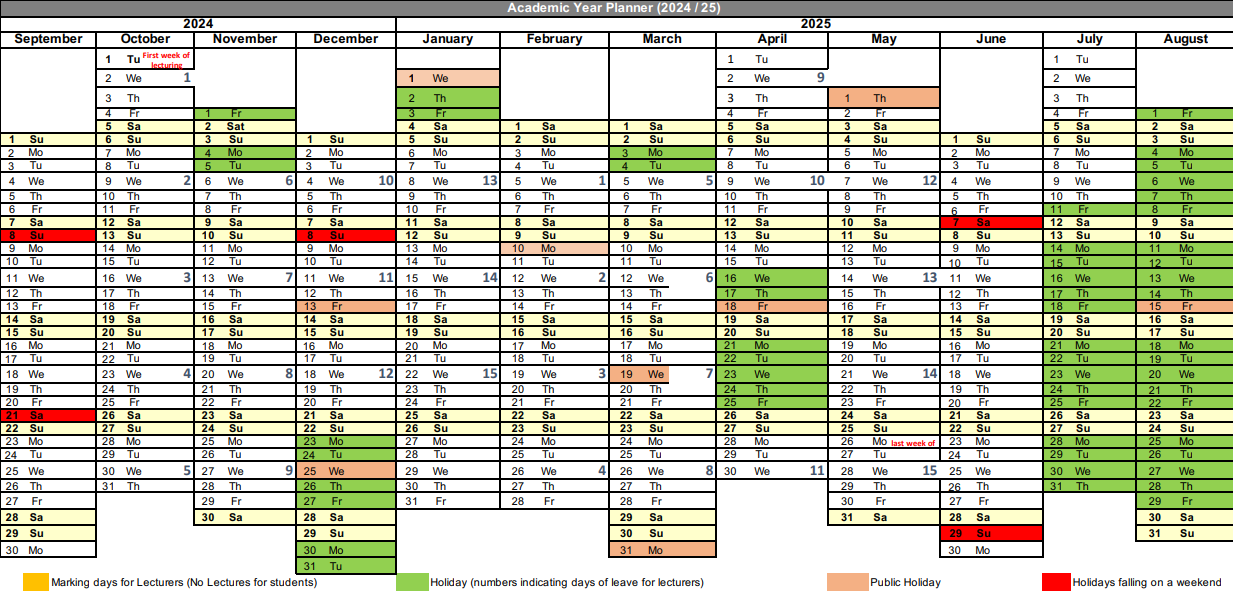 Academic Year Planner (2024 / 25)
2024 2025
September October November December January February March April May June July August
1 Tu First week of lecturing 1 Tu 1 Tu
2 We 1 1 We 2 We 9 2 We
3 Th 2 Th 3 Th 1 Th 3 Th
4 Fr 1 Fr 3 Fr 4 Fr 2 Fr 4 Fr 1 Fr
5 Sa 2 Sat 4 Sa 1 Sa 1 Sa 5 Sa 3 Sa 5 Sa 2 Sa
1 Su 6 Su 3 Su 1 Su 5 Su 2 Su 2 Su 6 Su 4 Su 1 Su 6 Su 3 Su
2 Mo 7 Mo 4 Mo 2 Mo 6 Mo 3 Mo 3 Mo 7 Mo 5 Mo 2 Mo 7 Mo 4 Mo
3 Tu 8 Tu 5 Tu 3 Tu 7 Tu 4 Tu 4 Tu 8 Tu 6 Tu 3 Tu 8 Tu 5 Tu
4 We 9 We 2 6 We 6 4 We 10 8 We 13 5 We 1 5 We 5 9 We 10 7 We 12 4 We 9 We 6 We
5 Th 10 Th 7 Th 5 Th 9 Th 6 Th 6 Th 10 Th 8 Th 5 Th 10 Th 7 Th
6 Fr 11 Fr 8 Fr 6 Fr 10 Fr 7 Fr 7 Fr 11 Fr 9 Fr 6 Fr 11 Fr 8 Fr
7 Sa 12 Sa 9 Sa 7 Sa 11 Sa 8 Sa 8 Sa 12 Sa 10 Sa 7 Sa 12 Sa 9 Sa
8 Su 13 Su 10 Su 8 Su 12 Su 9 Su 9 Su 13 Su 11 Su 8 Su 13 Su 10 Su
9 Mo 14 Mo 11 Mo 9 Mo 13 Mo 10 Mo 10 Mo 14 Mo 12 Mo 9 Mo 14 Mo 11 Mo
10 Tu 15 Tu 12 Tu 10 Tu 14 Tu 11 Tu 11 Tu 15 Tu 13 Tu 10 Tu 15 Tu 12 Tu
11 We 16 We 3 13 We 7 11 We 11 15 We 14 12 We 2 12 We 6 16 We 14 We 13 11 We 16 We 13 We
12 Th 17 Th 14 Th 12 Th 16 Th 13 Th 13 Th 17 Th 15 Th 12 Th 17 Th 14 Th
13 Fr 18 Fr 15 Fr 13 Fr 17 Fr 14 Fr 14 Fr 18 Fr 16 Fr 13 Fr 18 Fr 15 Fr
14 Sa 19 Sa 16 Sa 14 Sa 18 Sa 15 Sa 15 Sa 19 Sa 17 Sa 14 Sa 19 Sa 16 Sa
15 Su 20 Su 17 Su 15 Su 19 Su 16 Su 16 Su 20 Su 18 Su 15 Su 20 Su 17 Su
16 Mo 21 Mo 18 Mo 16 Mo 20 Mo 17 Mo 17 Mo 21 Mo 19 Mo 16 Mo 21 Mo 18 Mo
17 Tu 22 Tu 19 Tu 17 Tu 21 Tu 18 Tu 18 Tu 22 Tu 20 Tu 17 Tu 22 Tu 19 Tu
18 We 23 We 4 20 We 8 18 We 12 22 We 15 19 We 3 19 We 7 23 We 21 We 14 18 We 23 We 20 We
19 Th 24 Th 21 Th 19 Th 23 Th 20 Th 20 Th 24 Th 22 Th 19 Th 24 Th 21 Th
20 Fr 25 Fr 22 Fr 20 Fr 24 Fr 21 Fr 21 Fr 25 Fr 23 Fr 20 Fr 25 Fr 22 Fr
21 Sa 26 Sa 23 Sa 21 Sa 25 Sa 22 Sa 22 Sa 26 Sa 24 Sa 21 Sa 26 Sa 23 Sa
22 Su 27 Su 24 Su 22 Su 26 Su 23 Su 23 Su 27 Su 25 Su 22 Su 27 Su 24 Su
23 Mo 28 Mo 25 Mo 23 Mo 27 Mo 24 Mo 24 Mo 28 Mo 26 Mo last week of 23 Mo 28 Mo 25 Mo
24 Tu 29 Tu 26 Tu 24 Tu 28 Tu 25 Tu 25 Tu 29 Tu 27 Tu 24 Tu 29 Tu 26 Tu
25 We 30 We 5 27 We 9 25 We 29 We 26 We 4 26 We 8 30 We 11 28 We 15 25 We 30 We 27 We
26 Th 31 Th 28 Th 26 Th 30 Th 27 Th 27 Th 29 Th 26 Th 31 Th 28 Th
27 Fr 29 Fr 27 Fr 31 Fr 28 Fr 28 Fr 30 Fr 27 Fr 29 Fr
28 Sa 30 Sa 28 Sa 29 Sa 31 Sa 28 Sa 30 Sa
29 Su 29 Su 30 Su 29 Su 31 Su
30 Mo 30 Mo 31 Mo 30 Mo
31 Tu
Marking days for Lecturers (No Lectures for students) Holiday (numbers indicating days of leave for lecturers) Public Holiday Holidays falling on a weekend